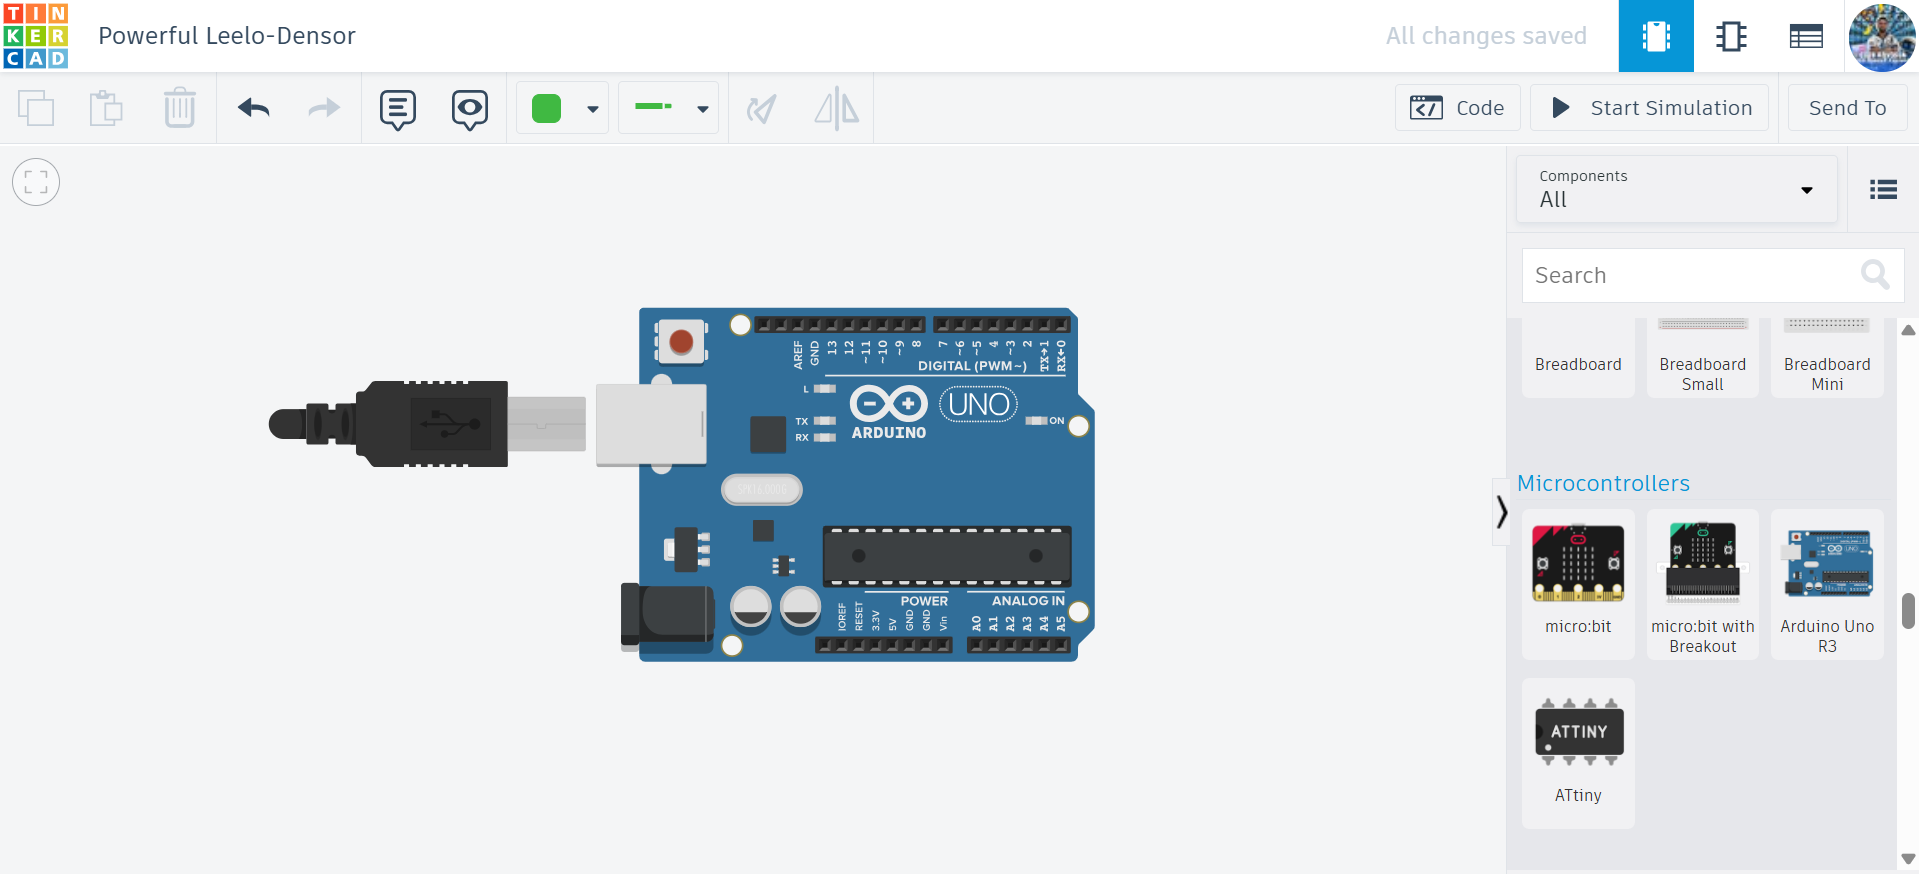 TIN
KER
CAD
Powerful Leelo-Densor
All changes saved
Code
Start Simulation
Send To
Components
All
Search
Breadboard
Breadboard
Small
Breadboard
Mini
Microcontrollers
micro:bit
micro:bit with
Breakout
Arduino Uno
R3
ATTINY
ATtiny
AREF
GND
13
12
~11
~10
~9
8
7
~6
~5
4
~3
2
TX→1
RX←0
DIGITAL (PWM~)
L
TX
RX
ARDUINO
UNO
ON
POWER
ANALOG IN
IOREF
RESET
3.3V
5V
GND
GND
Vin
A0
A1
A2
A3
A4
A5